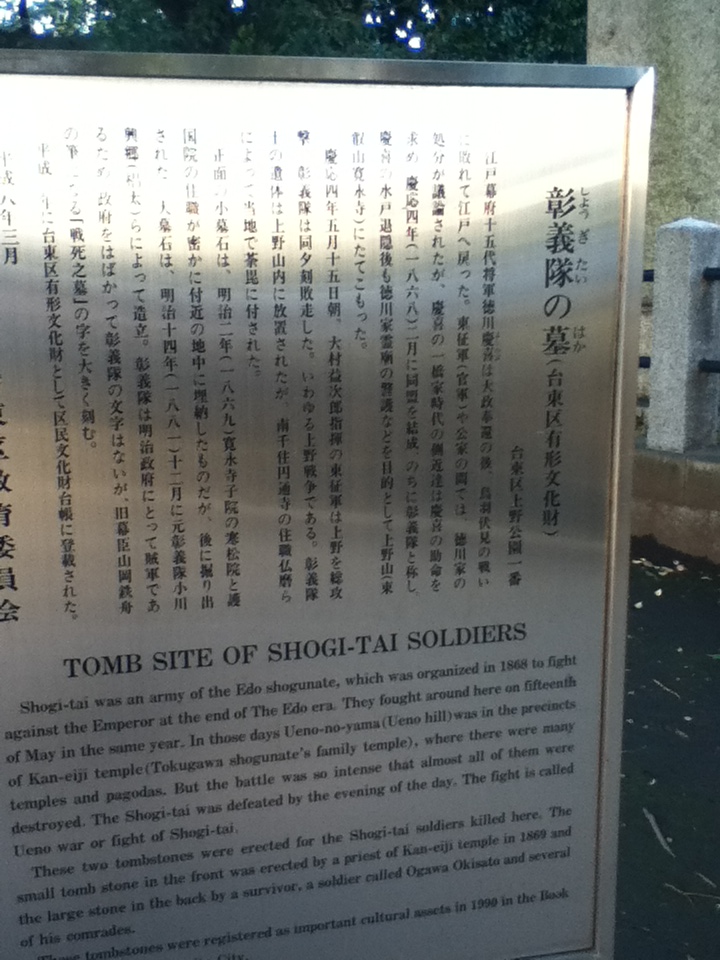 彰義隊の墓(台東区有形文化財)
しょうぎたい
はか
台東区上野公園一番
江戸幕府十五代将軍徳川慶喜は大政奉還の後、鳥羽伏見の戦い
に敗れて江戸へ戻った。東征軍(官軍)や公家の間では、徳川家の
処分が議論されたが、慶喜の一橋家時代の側近達は慶喜の助命を
求め、慶応四年(一八六八)二月に同盟を結成、のちに彰義隊と称し、
慶喜の水戸退隠後も徳川家霊廟の警護などを目的として上野山(東
叡山寛永寺)にたてこもった。
慶応四年五月十五日朝、大村益次郎指揮の東征軍は上野を総攻
撃、彰義隊は同夕刻敗走した。いわゆる上野戦争である。彰義隊
士の遺体は上野山内に放置されたが、南千住円通寺の住職仏磨ら
によって当地で荼毘に付された。
正面の小墓石は、明治二年(一八六九)寛永寺子院の寒松院と護
国院の住職が密かに付近の地中に埋納したものだが、後に掘り出
された。大墓石は、明治十四年(一八八一)十二月に元彰義隊小川
興郷(椙太)らによって造立。彰義隊は明治政府にとって賊軍であ
るため、政府をはばかって彰義隊の文字はないが、旧幕臣山岡鉄舟
の筆になる「戦死之墓」の字を大きく刻む。
平成 年に台東区有形文化財として区民文化財台帳に登載された。
平成八年三月
東区教育委員会
TOMB SITE OF SHOGI-TAI SOLDIERS
Shogi-tai was an army of the Edo shogunate, which was organized in 1868 to fight
against the Emperor at the end of The Edo era. They fought around here on fifteenth
of May in the same year. In those days Ueno-no-yama(Ueno hill)was in the precincts
of Kan-eiji temple(Tokugawa shogunate's family temple), where there were many
temples and pagodas. But the battle was so intense that almost all of them were
destroyed. The Shogi-tai was defeated by the evening of the day. The fight is called
Ueno war or fight of Shogi-tai.
These two tombstones were erected for the Shogi-tai soldiers killed here. The
small tomb stone in the front was erected by a priest of Kan-eiji temple in 1869 and
the large stone in the back by a survivor, a soldier called Ogawa Okisato and several
of his comrades.
These tombstones were registered as important cultural assets in 1990 in the Book
City.